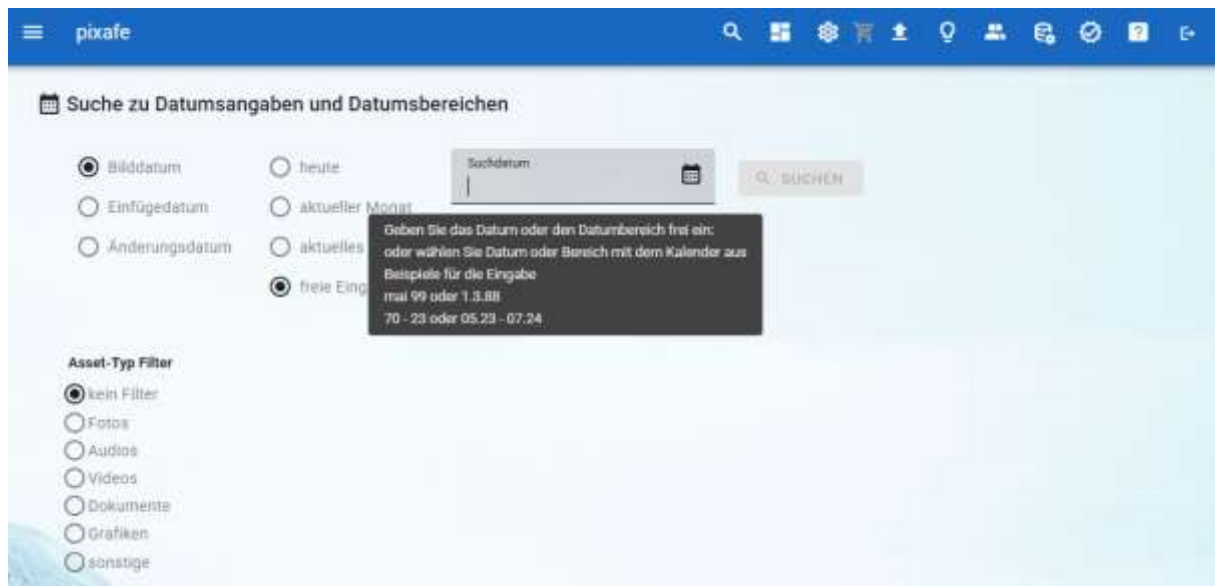 pixafe
Suche zu Datumsangaben und Datumsbereichen
Bilddatum
heute
Suchdatum
SUCHEN
Einfügedatum
aktueller Monat
Änderungsdatum
aktuelles
freie Eing
Geben Sie das Datum oder den Datumbereich frei ein:
oder wählen Sie Datum oder Bereich mit dem Kalender aus
Beispiele für die Eingabe
mai 99 oder 1.3.88
70 - 23 oder 05.23 - 07.24
Asset-Typ Filter
kein Filter
Fotos
Audios
Videos
Dokumente
Grafiken
sonstige